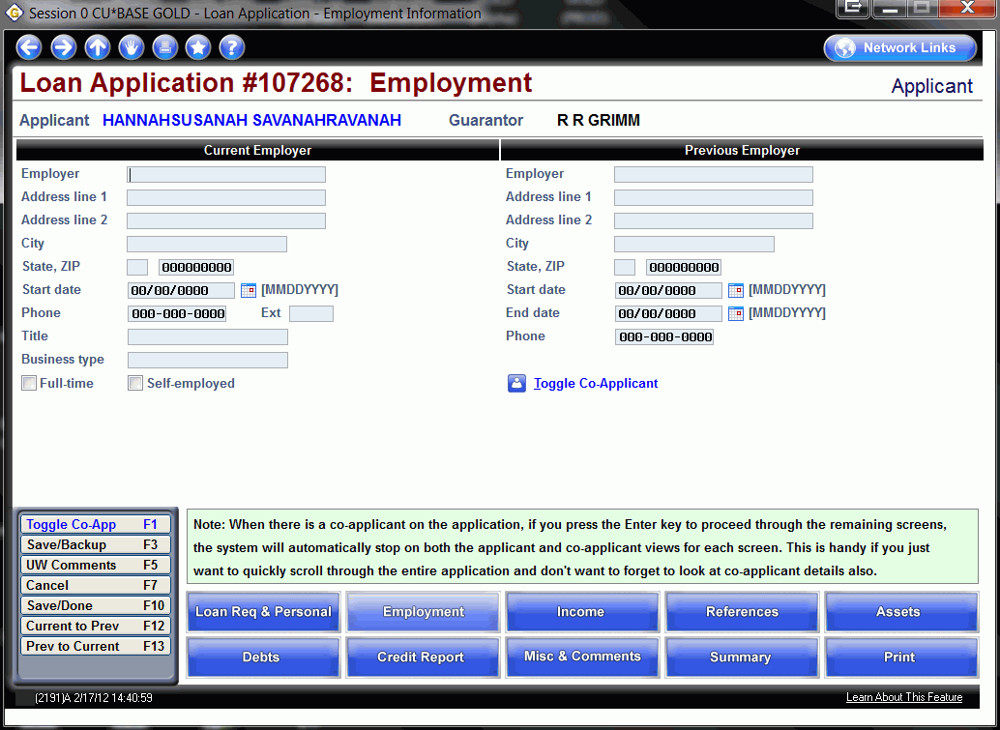 Session 0 CU*BASE GOLD - Loan Application - Employment Information
Network Links
Loan Application #107268: Employment
Applicant
Applicant HANNAHSUSANAH SAVANAHRAVANAH Guarantor R R GRIMM
Current Employer Previous Employer
Employer Employer
Address line 1 Address line 1
Address line 2 Address line 2
City City
State, ZIP 000000000 State, ZIP 000000000
Start date 00/00/0000 [MMDDYYYY] Start date 00/00/0000 [MMDDYYYY]
Phone 000-000-0000 Ext End date 00/00/0000 [MMDDYYYY]
Title Phone 000-000-0000
Business type
Full-time Self-employed Toggle Co-Applicant
Toggle Co-App F1
Save/Backup F3
UW Comments F5
Cancel F7
Save/Done F10
Current to Prev F12
Prev to Current F13
Note: When there is a co-applicant on the application, if you press the Enter key to proceed through the remaining screens,
the system will automatically stop on both the applicant and co-applicant views for each screen. This is handy if you just
want to quickly scroll through the entire application and don't want to forget to look at co-applicant details also.
Loan Req & Personal Employment Income References Assets
Debts Credit Report Misc & Comments Summary Print
(2191)A 2/17/12 14:40:59 Learn About This Feature